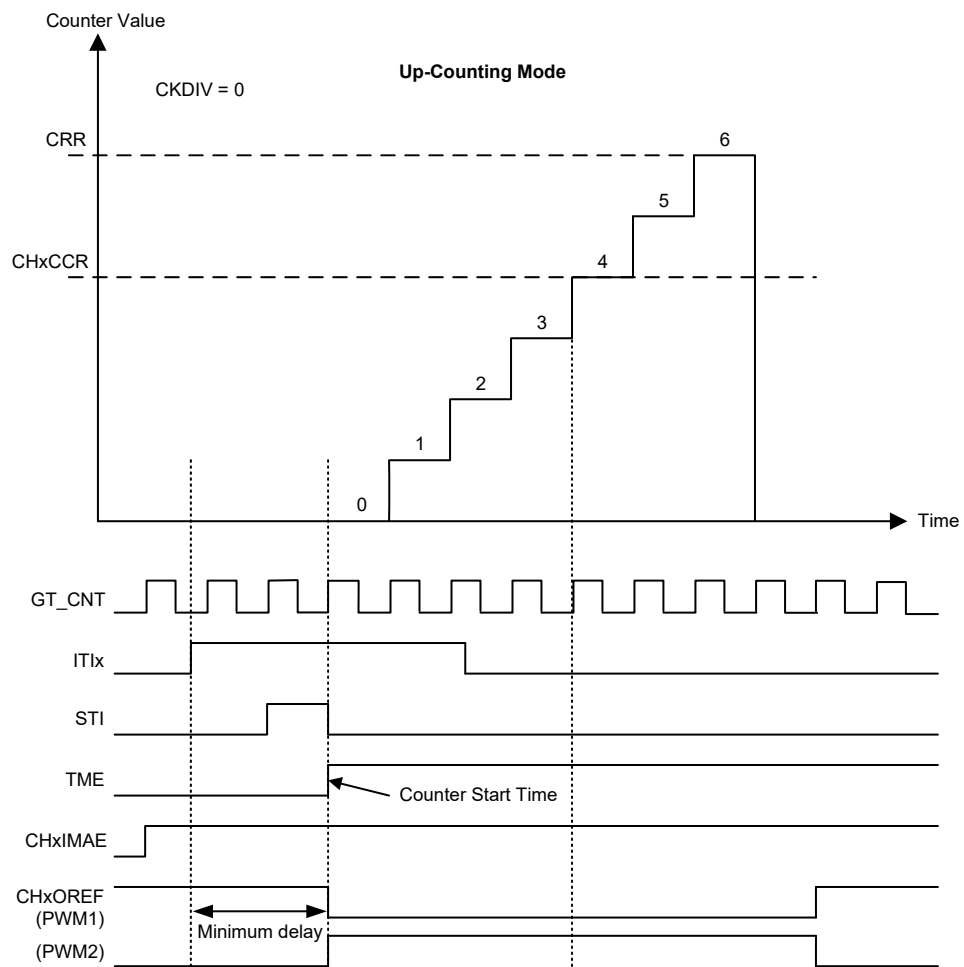 Counter Value
Up-Counting Mode
CKDIV = 0
CRR
6
5
CHxCCR
4
3
2
1
0
Time
GT_CNT
ITIx
STI
TME
Counter Start Time
CHxIMAE
CHxOREF
(PWM1)
Minimum delay
(PWM2)